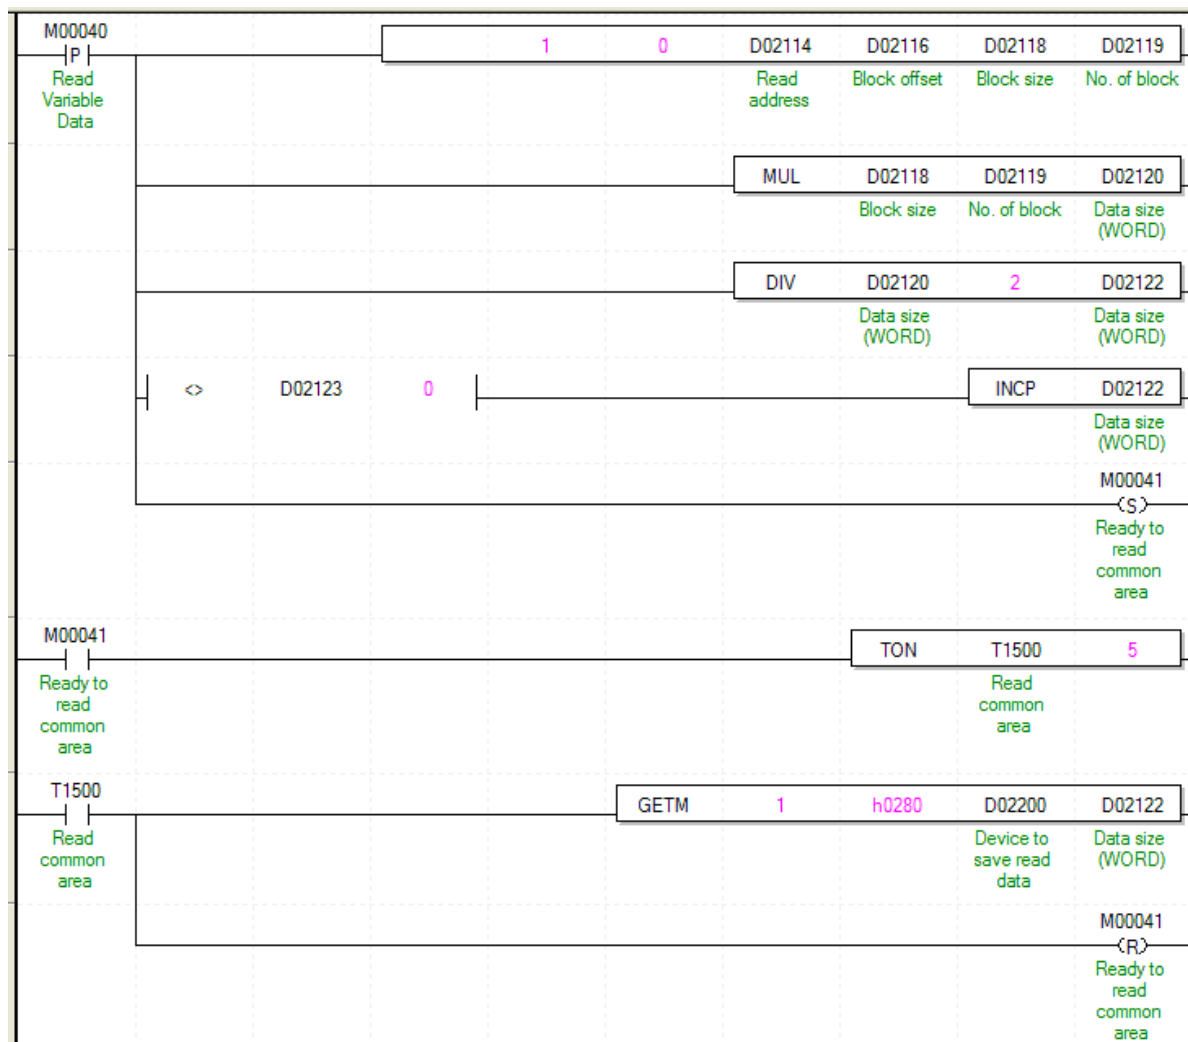 M00040
P
Read
Variable
Data
1 0 D02114 D02116 D02118 D02119
Read
address
Block offset
Block size
No. of block
MUL D02118 D02119 D02120
Block size
No. of block
Data size
(WORD)
DIV D02120 2 D02122
Data size
(WORD)
Data size
(WORD)
<> D02123 0
INCP D02122
Data size
(WORD)
M00041
(S)
Ready to
read
common
area
M00041
Ready to
read
common
area
TON T1500 5
Read
common
area
T1500
Read
common
area
GETM 1 h0280 D02200 D02122
Device to
save read
data
Data size
(WORD)
M00041
(R)
Ready to
read
common
area